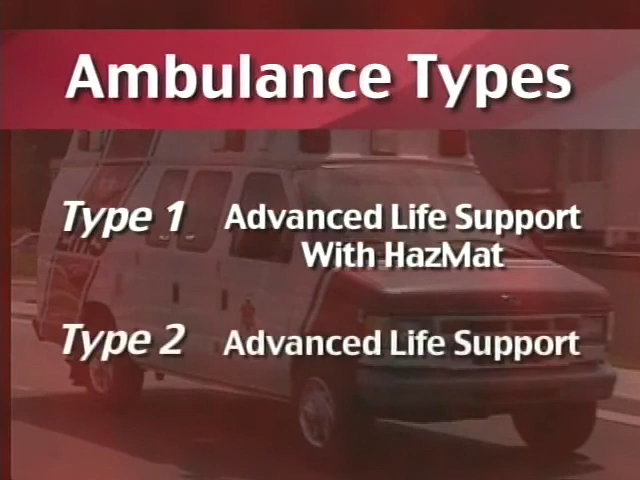 Ambulance Types
Type 1 Advanced Life Support
With HazMat
Type 2 Advanced Life Support